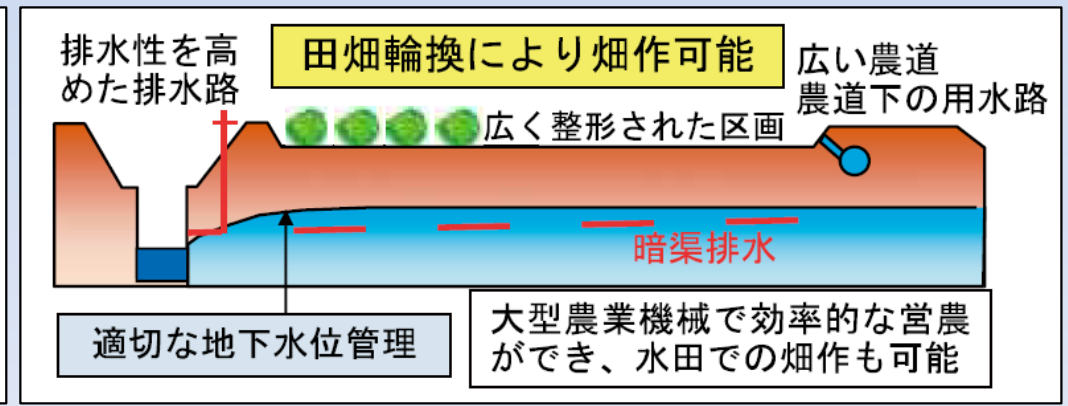 排水性を高
めた排水路
田畑輪換により畑作可能
広い農道
農道下の用水路
広く整形された区画
暗渠排水
適切な地下水位管理
大型農業機械で効率的な営農
ができ、水田での畑作も可能